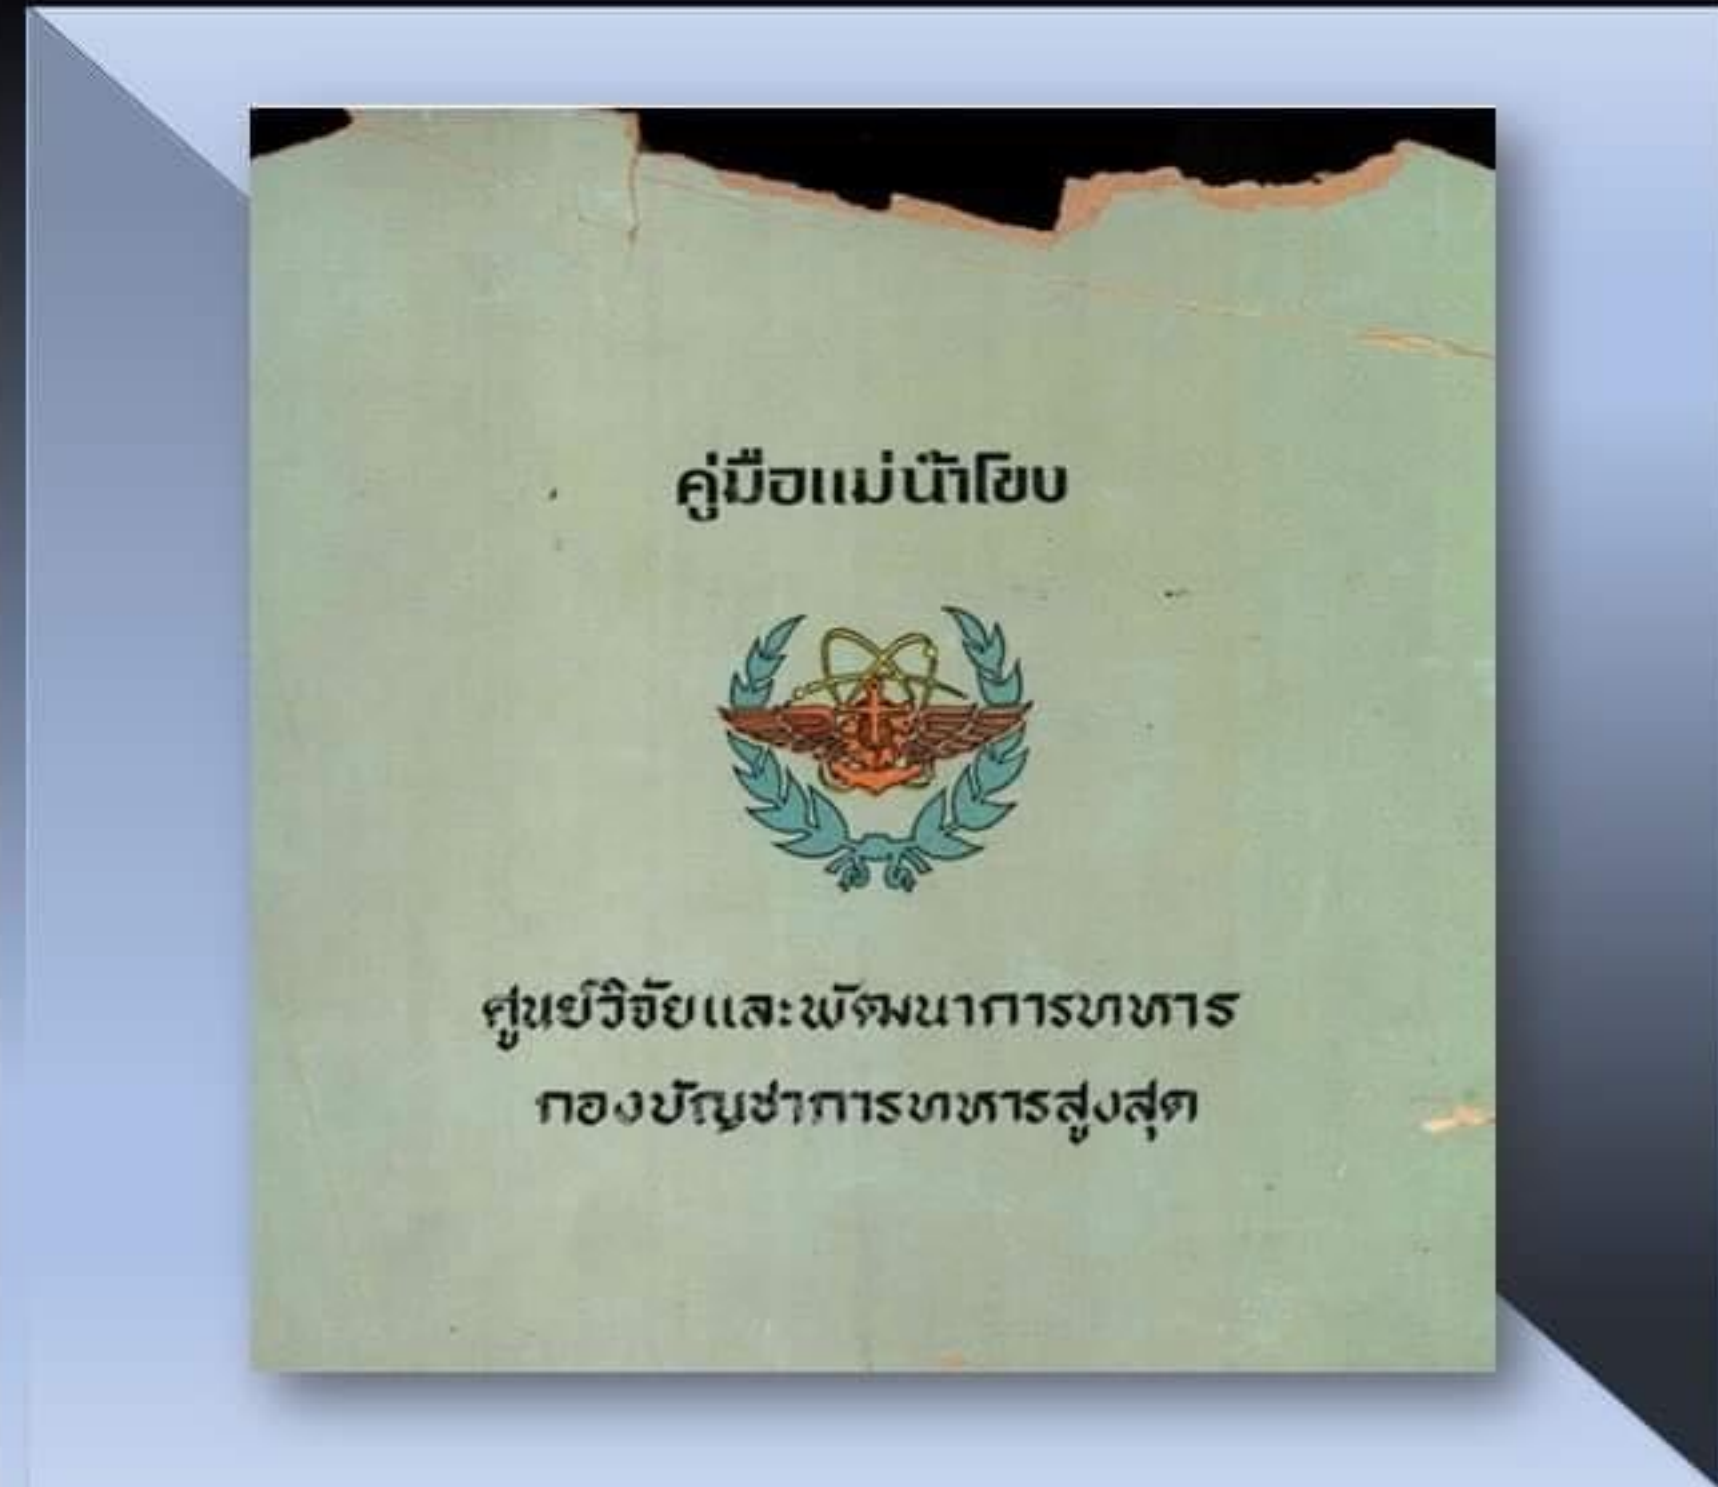 คู่มือแม่น้ำโขง
ศูนย์วิจัยและพัฒนาการทหาร
กองบัญชาการทหารสูงสุด